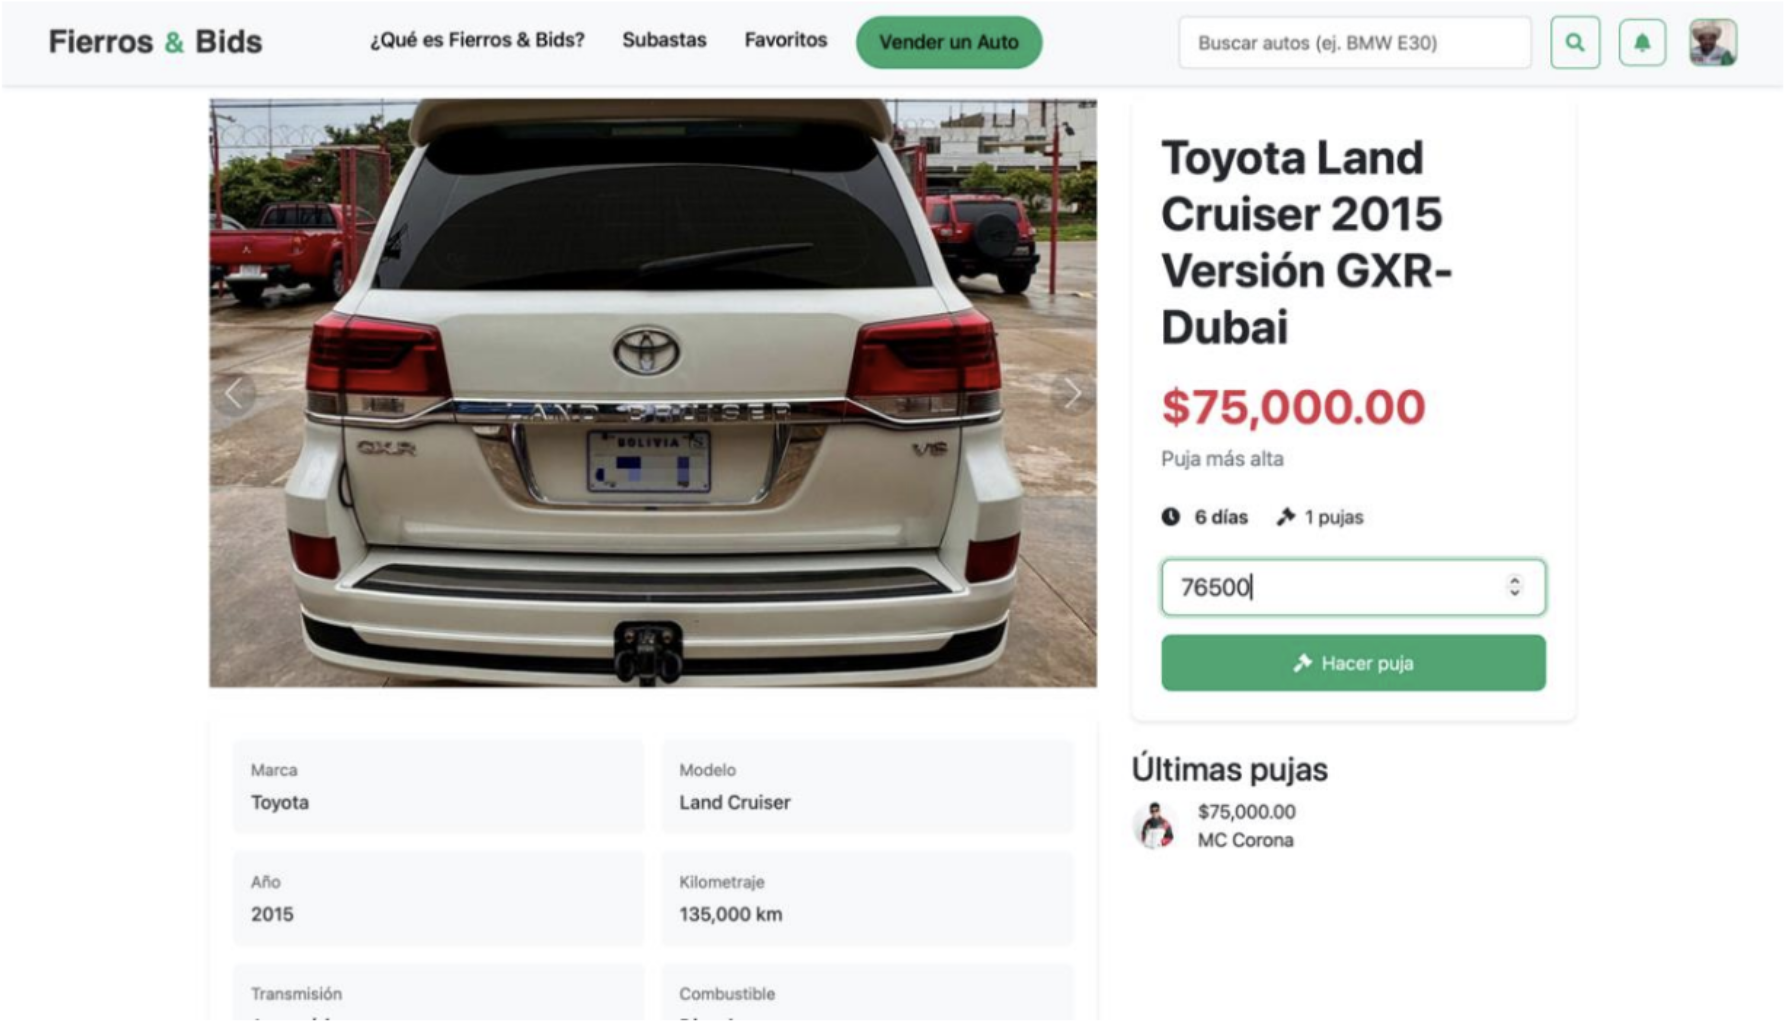 Fierros & Bids
¿Qué es Fierros & Bids?
Subastas
Favoritos
Vender un Auto
Buscar autos (ej. BMW E30)
LAND CRUISER
GXR
V8
BOLIVIA
Toyota Land
Cruiser 2015
Versión GXR-
Dubai
$75,000.00
Puja más alta
6 días
1 pujas
76500
Hacer puja
Últimas pujas
$75,000.00
MC Corona
Marca
Toyota
Modelo
Land Cruiser
Año
2015
Kilometraje
135,000 km
Transmisión
Combustible